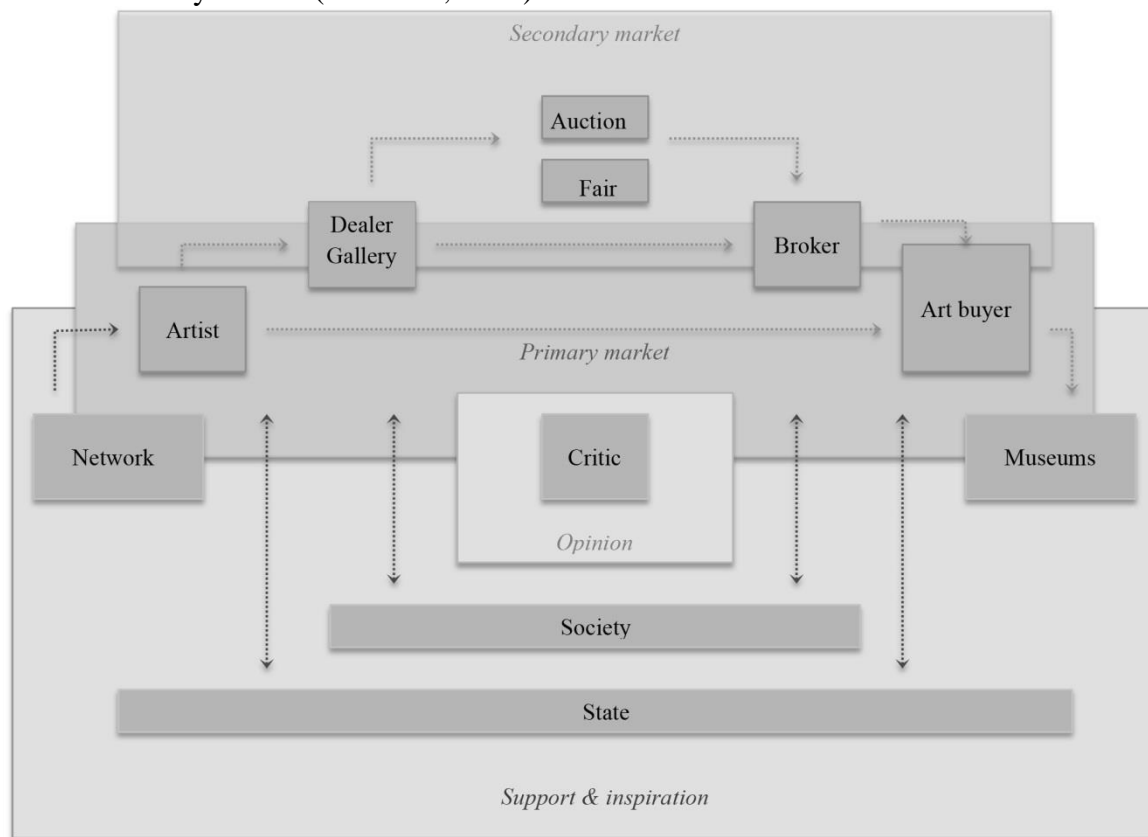 Secondary market
Auction
Fair
Dealer
Gallery
Broker
Artist
Art buyer
Primary market
Network
Critic
Museums
Opinion
Society
State
Support & inspiration